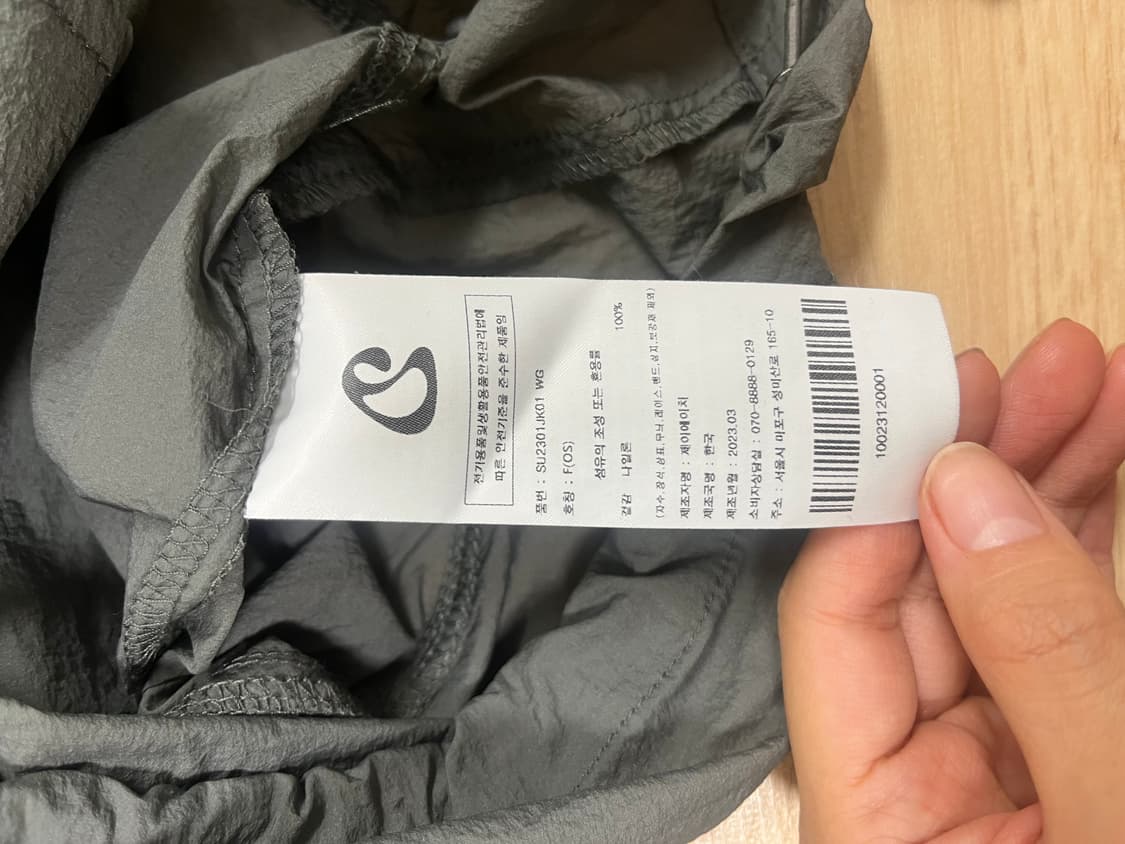 전기용품및생활용품안전관리법에
따른 안전기준을 준수한 제품임
품번 : SU2301JK01 WG
호칭 : F(OS)
섬유의 조성 또는 혼용률
겉감 나일론 100%
(자수,장식,상표,무늬,레이스,밴드,심지,보강재 제외)
제조자명 : 제이에이치
제조국명 : 한국
제조년월 : 2023.03
소비자상담실 : 070-8888-0129
주소 : 서울시 마포구 성미산로 165-10
10023120001